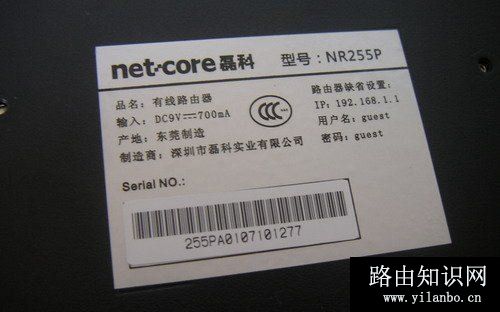 net-core磊科 型号：NR255P
品名：有线路由器
输入：DC9V⎓700mA
产地：东莞制造
制造商：深圳市磊科实业有限公司
CCC
路由器缺省设置：
IP: 192.168.1.1
用户名：guest
密码：guest
Serial NO.:
255PA0107101277
路由知识网
www.yilanbo.cn